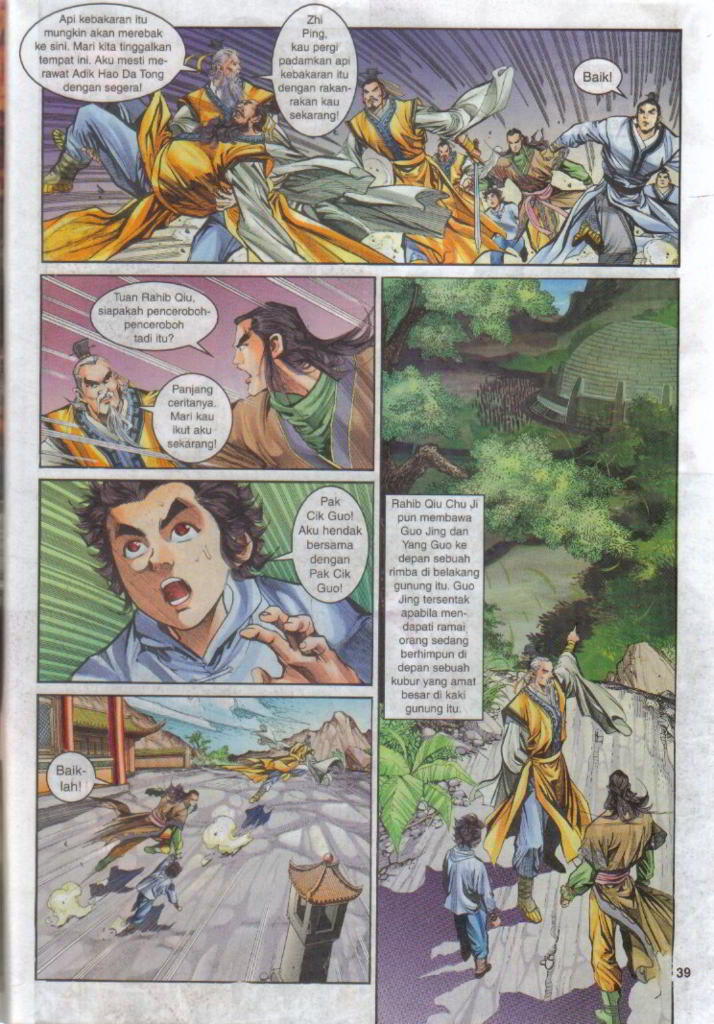 Api kebakaran itu
mungkin akan merebak
ke sini. Mari kita tinggalkan
tempat ini. Aku mesti me-
rawat Adik Hao Da Tong
dengan segera!
Zhi
Ping,
kau pergi
padamkan api
kebakaran itu
dengan rakan-
rakan kau
sekarang!
Baik!
Tuan Rahib Qiu,
siapakah penceroboh-
penceroboh
tadi itu?
Panjang
ceritanya.
Mari kau
ikut aku
sekarang!
Pak
Cik Guo!
Aku hendak
bersama
dengan
Pak Cik
Guo!
Baik-
lah!
Rahib Qiu Chu Ji
pun membawa
Guo Jing dan
Yang Guo ke
depan sebuah
rimba di belakang
gunung itu. Guo
Jing tersentak
apabila men-
dapati ramai
orang sedang
berhimpun di
depan sebuah
kubur yang amat
besar di kaki
gunung itu.
39